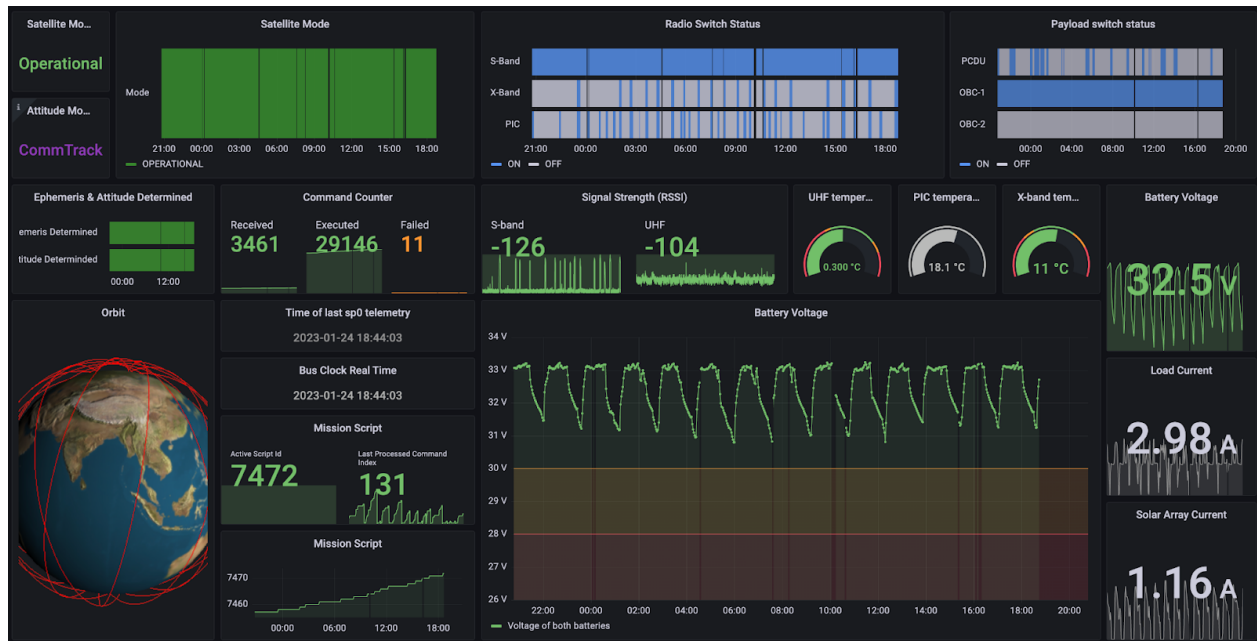 Satellite Mo...
Operational
Attitude Mo...
CommTrack
Satellite Mode
Mode
21:00 00:00 03:00 06:00 09:00 12:00 15:00 18:00
OPERATIONAL
Radio Switch Status
S-Band
X-Band
PIC
21:00 00:00 03:00 06:00 09:00 12:00 15:00 18:00
ON OFF
Payload switch status
PCDU
OBC-1
OBC-2
00:00 04:00 08:00 12:00 16:00 20:00
ON OFF
Ephemeris & Attitude Determined
emeris Determined
titude Determinded
00:00 12:00
Command Counter
Received Executed Failed
3461 29146 11
Signal Strength (RSSI)
S-band UHF
-126 -104
UHF temper...
0.300 °C
PIC tempera...
18.1 °C
X-band tem...
11 °C
Battery Voltage
32.5 V
Orbit
Time of last sp0 telemetry
2023-01-24 18:44:03
Bus Clock Real Time
2023-01-24 18:44:03
Mission Script
Active Script Id
7472
Last Processed Command
Index
131
Mission Script
7470
7460
00:00 06:00 12:00 18:00
Battery Voltage
34 V
33 V
32 V
31 V
30 V
29 V
28 V
27 V
26 V
22:00 00:00 02:00 04:00 06:00 08:00 10:00 12:00 14:00 16:00 18:00 20:00
Voltage of both batteries
Load Current
2.98 A
Solar Array Current
1.16 A